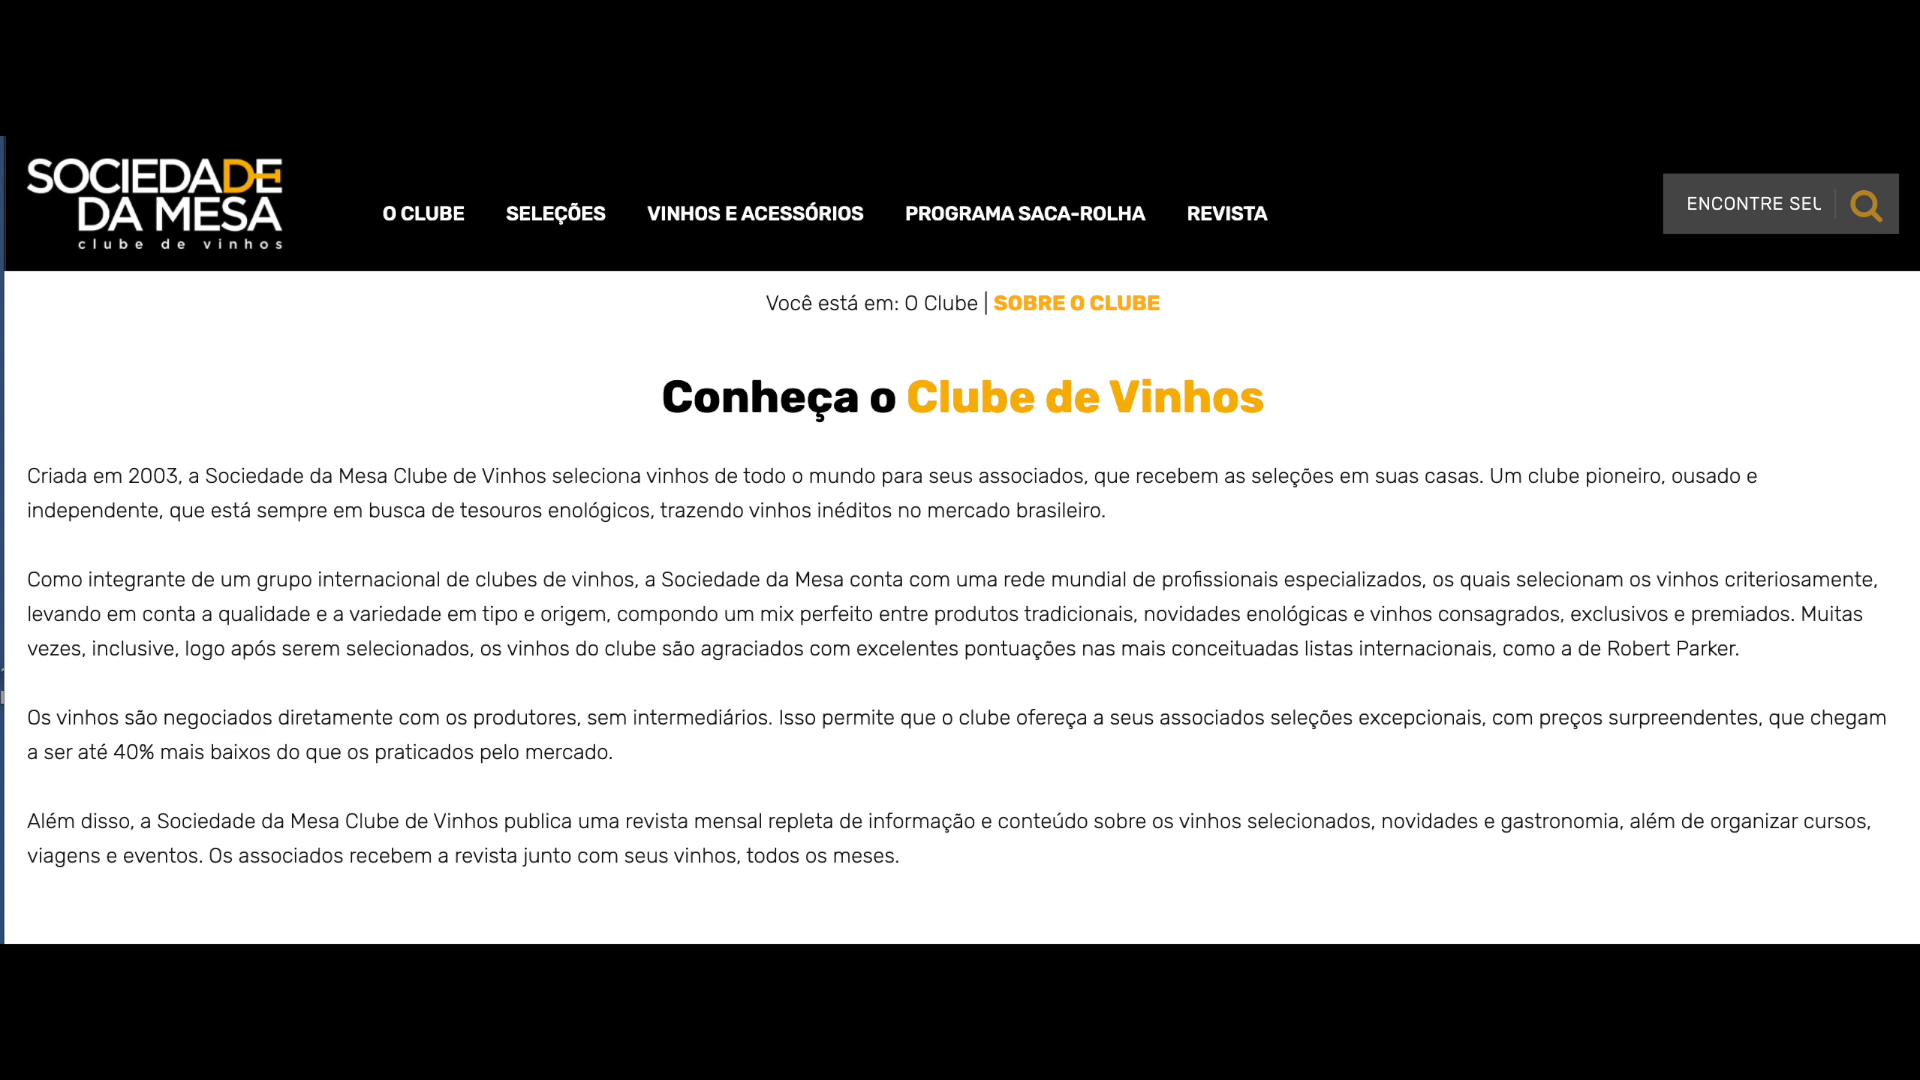 SOCIEDADE
DA MESA
clube de vinhos
O CLUBE SELEÇÕES VINHOS E ACESSÓRIOS PROGRAMA SACA-ROLHA REVISTA
ENCONTRE SEU
Você está em: O Clube | SOBRE O CLUBE
Conheça o Clube de Vinhos
Criada em 2003, a Sociedade da Mesa Clube de Vinhos seleciona vinhos de todo o mundo para seus associados, que recebem as seleções em suas casas. Um clube pioneiro, ousado e
independente, que está sempre em busca de tesouros enológicos, trazendo vinhos inéditos no mercado brasileiro.
Como integrante de um grupo internacional de clubes de vinhos, a Sociedade da Mesa conta com uma rede mundial de profissionais especializados, os quais selecionam os vinhos criteriosamente,
levando em conta a qualidade e a variedade em tipo e origem, compondo um mix perfeito entre produtos tradicionais, novidades enológicas e vinhos consagrados, exclusivos e premiados. Muitas
vezes, inclusive, logo após serem selecionados, os vinhos do clube são agraciados com excelentes pontuações nas mais conceituadas listas internacionais, como a de Robert Parker.
Os vinhos são negociados diretamente com os produtores, sem intermediários. Isso permite que o clube ofereça a seus associados seleções excepcionais, com preços surpreendentes, que chegam
a ser até 40% mais baixos do que os praticados pelo mercado.
Além disso, a Sociedade da Mesa Clube de Vinhos publica uma revista mensal repleta de informação e conteúdo sobre os vinhos selecionados, novidades e gastronomia, além de organizar cursos,
viagens e eventos. Os associados recebem a revista junto com seus vinhos, todos os meses.